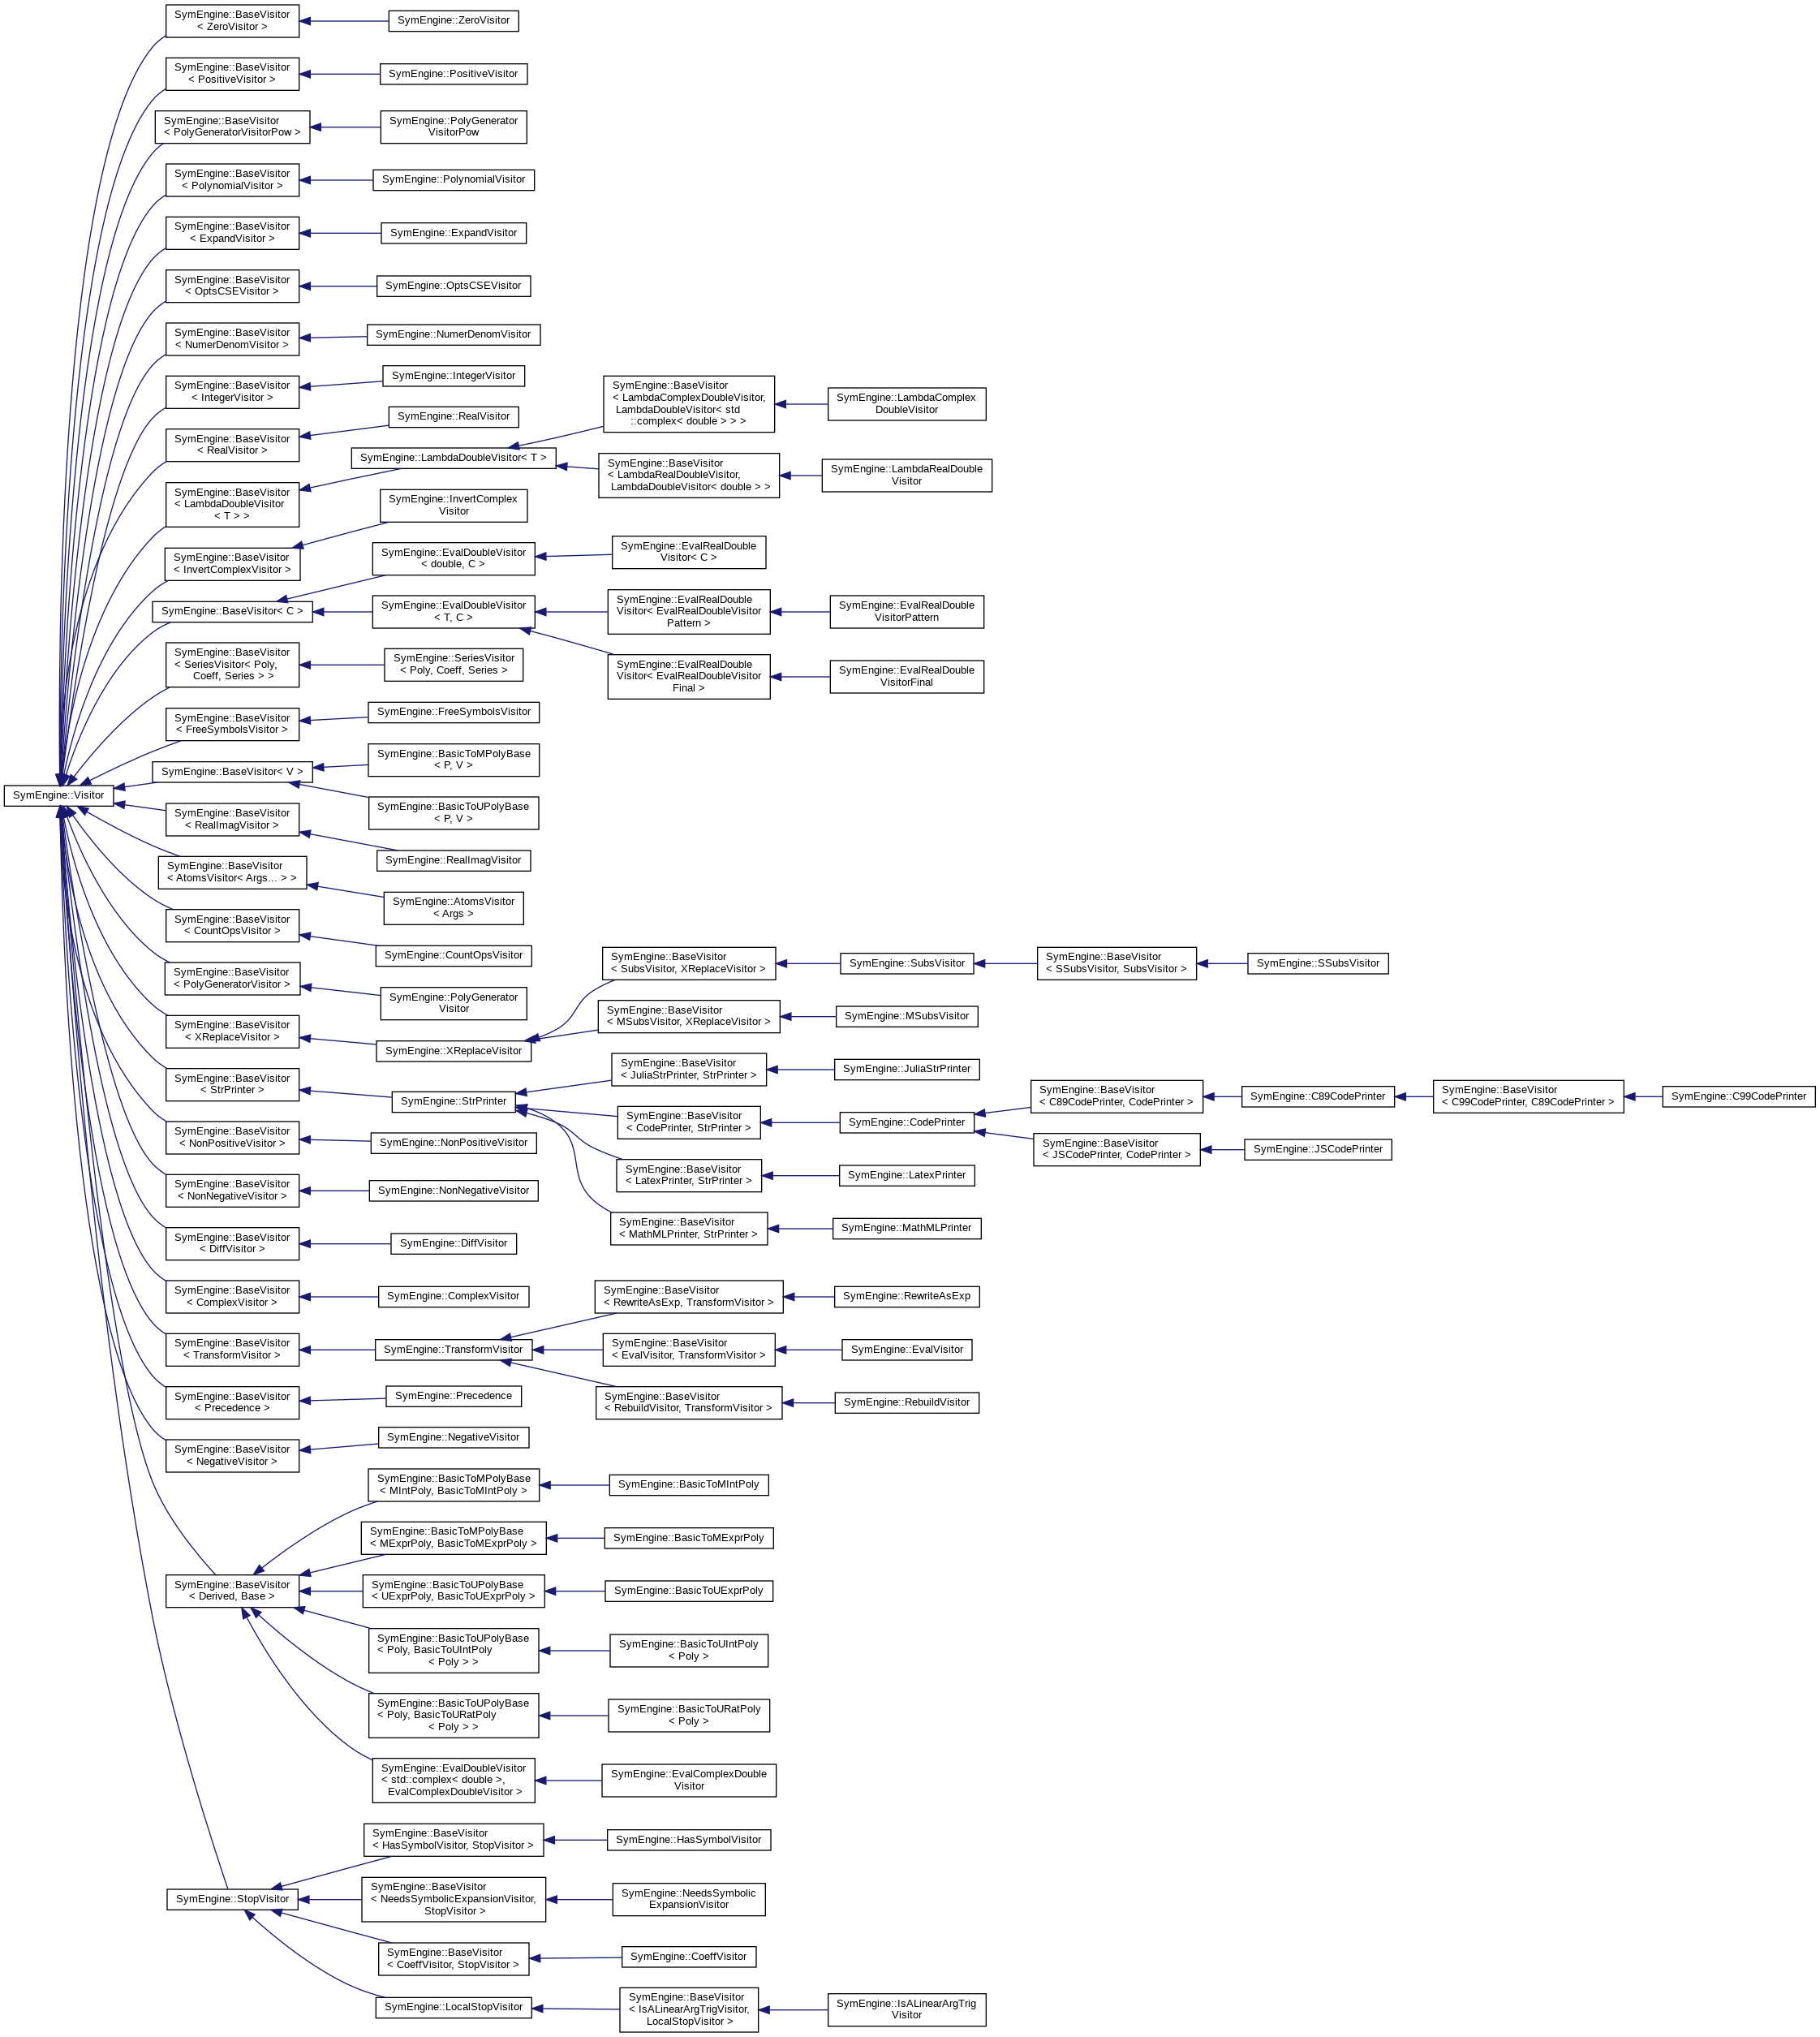 SymEngine::Visitor
SymEngine::BaseVisitor
< ZeroVisitor >
SymEngine::ZeroVisitor
SymEngine::BaseVisitor
< PositiveVisitor >
SymEngine::PositiveVisitor
SymEngine::BaseVisitor
< PolyGeneratorVisitorPow >
SymEngine::PolyGenerator
VisitorPow
SymEngine::BaseVisitor
< PolynomialVisitor >
SymEngine::PolynomialVisitor
SymEngine::BaseVisitor
< ExpandVisitor >
SymEngine::ExpandVisitor
SymEngine::BaseVisitor
< OptsCSEVisitor >
SymEngine::OptsCSEVisitor
SymEngine::BaseVisitor
< NumerDenomVisitor >
SymEngine::NumerDenomVisitor
SymEngine::BaseVisitor
< IntegerVisitor >
SymEngine::IntegerVisitor
SymEngine::BaseVisitor
< RealVisitor >
SymEngine::RealVisitor
SymEngine::BaseVisitor
< LambdaDoubleVisitor
< T > >
SymEngine::LambdaDoubleVisitor< T >
SymEngine::BaseVisitor
< LambdaComplexDoubleVisitor,
LambdaDoubleVisitor< std
::complex< double > > >
SymEngine::LambdaComplex
DoubleVisitor
SymEngine::BaseVisitor
< LambdaRealDoubleVisitor,
LambdaDoubleVisitor< double > >
SymEngine::LambdaRealDouble
Visitor
SymEngine::BaseVisitor
< InvertComplexVisitor >
SymEngine::InvertComplex
Visitor
SymEngine::BaseVisitor< C >
SymEngine::EvalDoubleVisitor
< double, C >
SymEngine::EvalRealDouble
Visitor< C >
SymEngine::EvalDoubleVisitor
< T, C >
SymEngine::EvalRealDouble
Visitor< EvalRealDoubleVisitor
Pattern >
SymEngine::EvalRealDouble
VisitorPattern
SymEngine::EvalRealDouble
Visitor< EvalRealDoubleVisitor
Final >
SymEngine::EvalRealDouble
VisitorFinal
SymEngine::BaseVisitor
< SeriesVisitor< Poly,
Coeff, Series > >
SymEngine::SeriesVisitor
< Poly, Coeff, Series >
SymEngine::BaseVisitor
< FreeSymbolsVisitor >
SymEngine::FreeSymbolsVisitor
SymEngine::BaseVisitor< V >
SymEngine::BasicToMPolyBase
< P, V >
SymEngine::BasicToUPolyBase
< P, V >
SymEngine::BaseVisitor
< RealImagVisitor >
SymEngine::RealImagVisitor
SymEngine::BaseVisitor
< AtomsVisitor< Args... > >
SymEngine::AtomsVisitor
< Args >
SymEngine::BaseVisitor
< CountOpsVisitor >
SymEngine::CountOpsVisitor
SymEngine::BaseVisitor
< PolyGeneratorVisitor >
SymEngine::PolyGenerator
Visitor
SymEngine::BaseVisitor
< XReplaceVisitor >
SymEngine::XReplaceVisitor
SymEngine::BaseVisitor
< SubsVisitor, XReplaceVisitor >
SymEngine::SubsVisitor
SymEngine::BaseVisitor
< SSubsVisitor, SubsVisitor >
SymEngine::SSubsVisitor
SymEngine::BaseVisitor
< MSubsVisitor, XReplaceVisitor >
SymEngine::MSubsVisitor
SymEngine::BaseVisitor
< StrPrinter >
SymEngine::StrPrinter
SymEngine::BaseVisitor
< JuliaStrPrinter, StrPrinter >
SymEngine::JuliaStrPrinter
SymEngine::BaseVisitor
< CodePrinter, StrPrinter >
SymEngine::CodePrinter
SymEngine::BaseVisitor
< C89CodePrinter, CodePrinter >
SymEngine::C89CodePrinter
SymEngine::BaseVisitor
< C99CodePrinter, C89CodePrinter >
SymEngine::C99CodePrinter
SymEngine::BaseVisitor
< JSCodePrinter, CodePrinter >
SymEngine::JSCodePrinter
SymEngine::BaseVisitor
< LatexPrinter, StrPrinter >
SymEngine::LatexPrinter
SymEngine::BaseVisitor
< MathMLPrinter, StrPrinter >
SymEngine::MathMLPrinter
SymEngine::BaseVisitor
< NonPositiveVisitor >
SymEngine::NonPositiveVisitor
SymEngine::BaseVisitor
< NonNegativeVisitor >
SymEngine::NonNegativeVisitor
SymEngine::BaseVisitor
< DiffVisitor >
SymEngine::DiffVisitor
SymEngine::BaseVisitor
< ComplexVisitor >
SymEngine::ComplexVisitor
SymEngine::BaseVisitor
< TransformVisitor >
SymEngine::TransformVisitor
SymEngine::BaseVisitor
< RewriteAsExp, TransformVisitor >
SymEngine::RewriteAsExp
SymEngine::BaseVisitor
< EvalVisitor, TransformVisitor >
SymEngine::EvalVisitor
SymEngine::BaseVisitor
< RebuildVisitor, TransformVisitor >
SymEngine::RebuildVisitor
SymEngine::BaseVisitor
< Precedence >
SymEngine::Precedence
SymEngine::BaseVisitor
< NegativeVisitor >
SymEngine::NegativeVisitor
SymEngine::BaseVisitor
< Derived, Base >
SymEngine::BasicToMPolyBase
< MIntPoly, BasicToMIntPoly >
SymEngine::BasicToMIntPoly
SymEngine::BasicToMPolyBase
< MExprPoly, BasicToMExprPoly >
SymEngine::BasicToMExprPoly
SymEngine::BasicToUPolyBase
< UExprPoly, BasicToUExprPoly >
SymEngine::BasicToUExprPoly
SymEngine::BasicToUPolyBase
< Poly, BasicToUIntPoly
< Poly > >
SymEngine::BasicToUIntPoly
< Poly >
SymEngine::BasicToUPolyBase
< Poly, BasicToURatPoly
< Poly > >
SymEngine::BasicToURatPoly
< Poly >
SymEngine::EvalDoubleVisitor
< std::complex< double >,
EvalComplexDoubleVisitor >
SymEngine::EvalComplexDouble
Visitor
SymEngine::StopVisitor
SymEngine::BaseVisitor
< HasSymbolVisitor, StopVisitor >
SymEngine::HasSymbolVisitor
SymEngine::BaseVisitor
< NeedsSymbolicExpansionVisitor,
StopVisitor >
SymEngine::NeedsSymbolic
ExpansionVisitor
SymEngine::BaseVisitor
< CoeffVisitor, StopVisitor >
SymEngine::CoeffVisitor
SymEngine::LocalStopVisitor
SymEngine::BaseVisitor
< IsALinearArgTrigVisitor,
LocalStopVisitor >
SymEngine::IsALinearArgTrig
Visitor